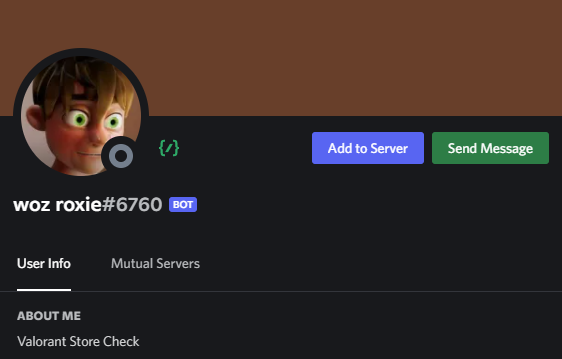 {/}
Add to Server
Send Message
woz roxie#6760 BOT
User Info
Mutual Servers
ABOUT ME
Valorant Store Check